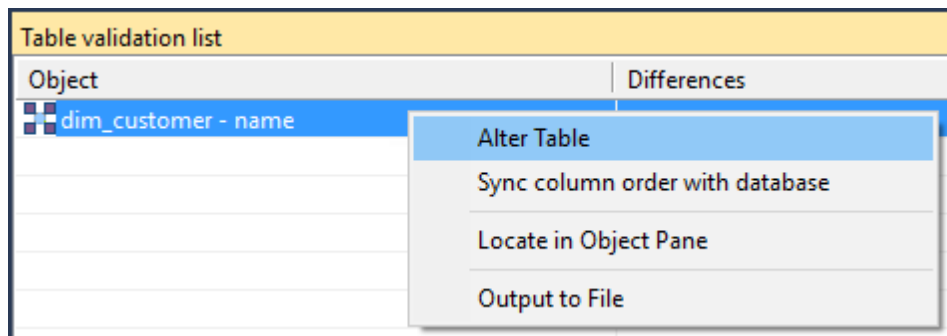 Table validation list
Object Differences
dim_customer - name
Alter Table
Sync column order with database
Locate in Object Pane
Output to File